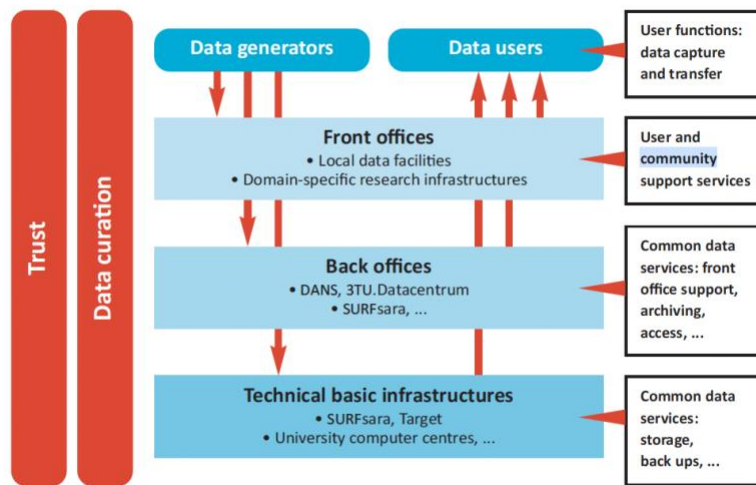 Trust
Data curation
Data generators
Data users
User functions:
data capture
and transfer
Front offices
• Local data facilities
• Domain-specific research infrastructures
User and
community
support services
Back offices
• DANS, 3TU.Datacentrum
• SURFsara, ...
Common data
services: front
office support,
archiving,
access, ...
Technical basic infrastructures
• SURFsara, Target
• University computer centres, ...
Common data
services:
storage,
back ups, ...